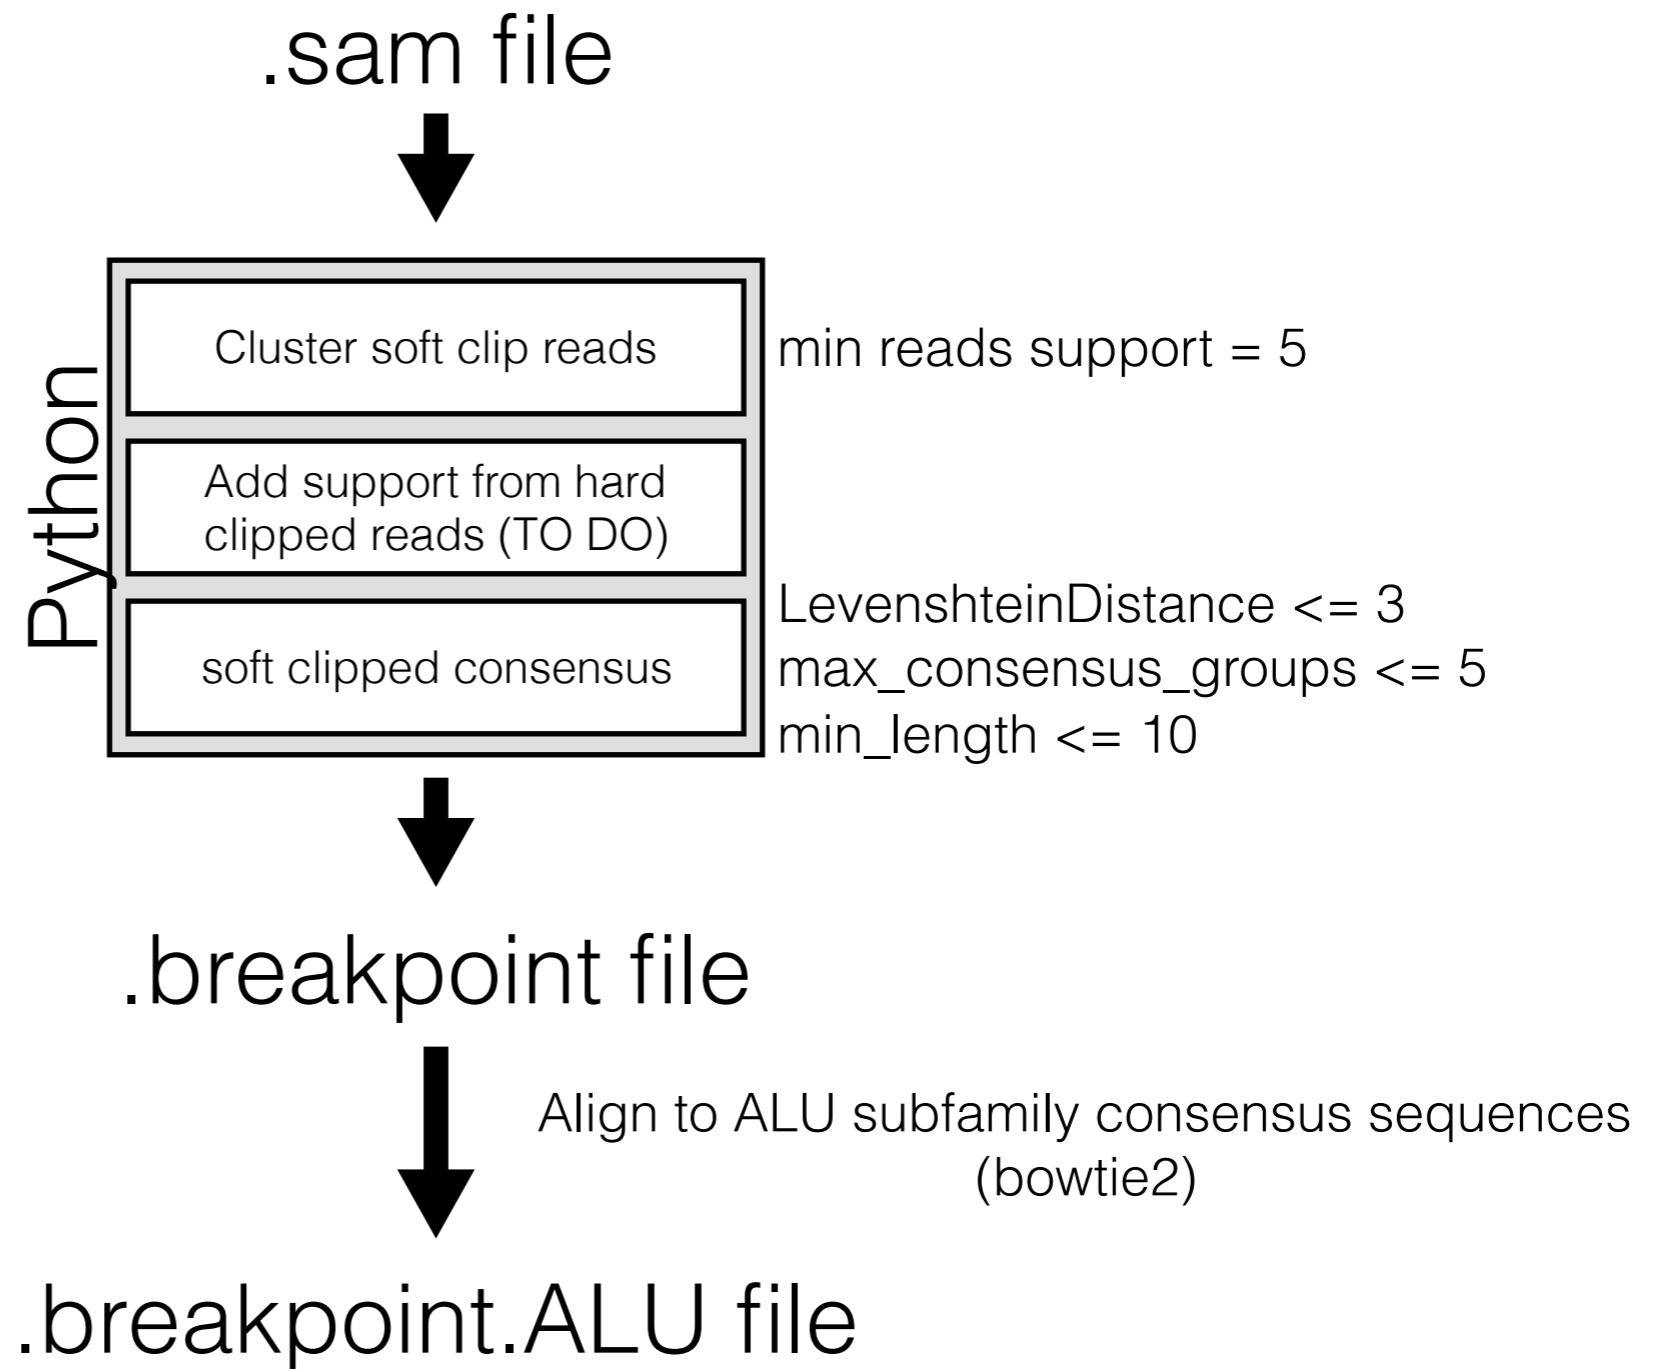 .sam file
Python
Cluster soft clip reads
min reads support = 5
Add support from hard
clipped reads (TO DO)
soft clipped consensus
LevenshteinDistance <= 3
max_consensus_groups <= 5
min_length <= 10
.breakpoint file
Align to ALU subfamily consensus sequences
(bowtie2)
.breakpoint.ALU file